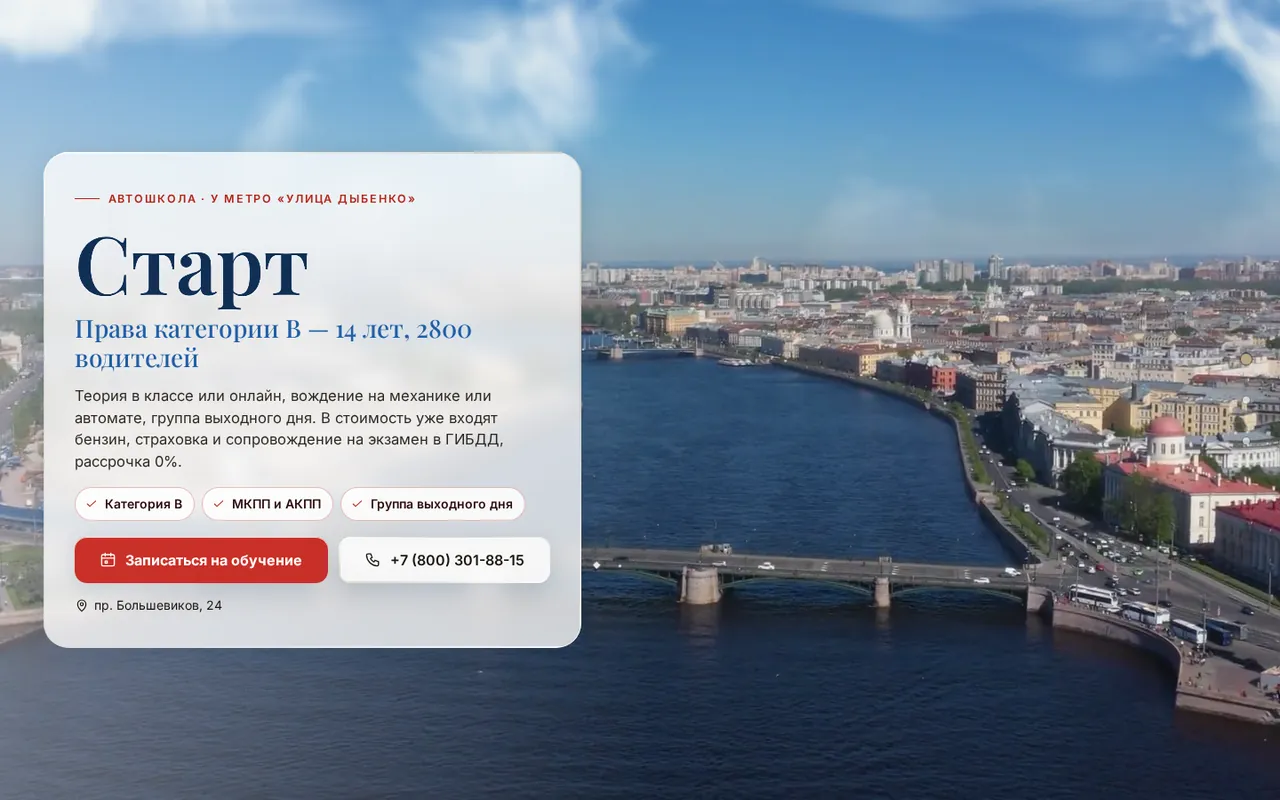 АВТОШКОЛА · У МЕТРО «УЛИЦА ДЫБЕНКО»
Старт
Права категории В — 14 лет, 2800
водителей
Теория в классе или онлайн, вождение на механике или
автомате, группа выходного дня. В стоимость уже входят
бензин, страховка и сопровождение на экзамен в ГИБДД,
рассрочка 0%.
Категория В МКПП и АКПП Группа выходного дня
Записаться на обучение +7 (800) 301-88-15
пр. Большевиков, 24